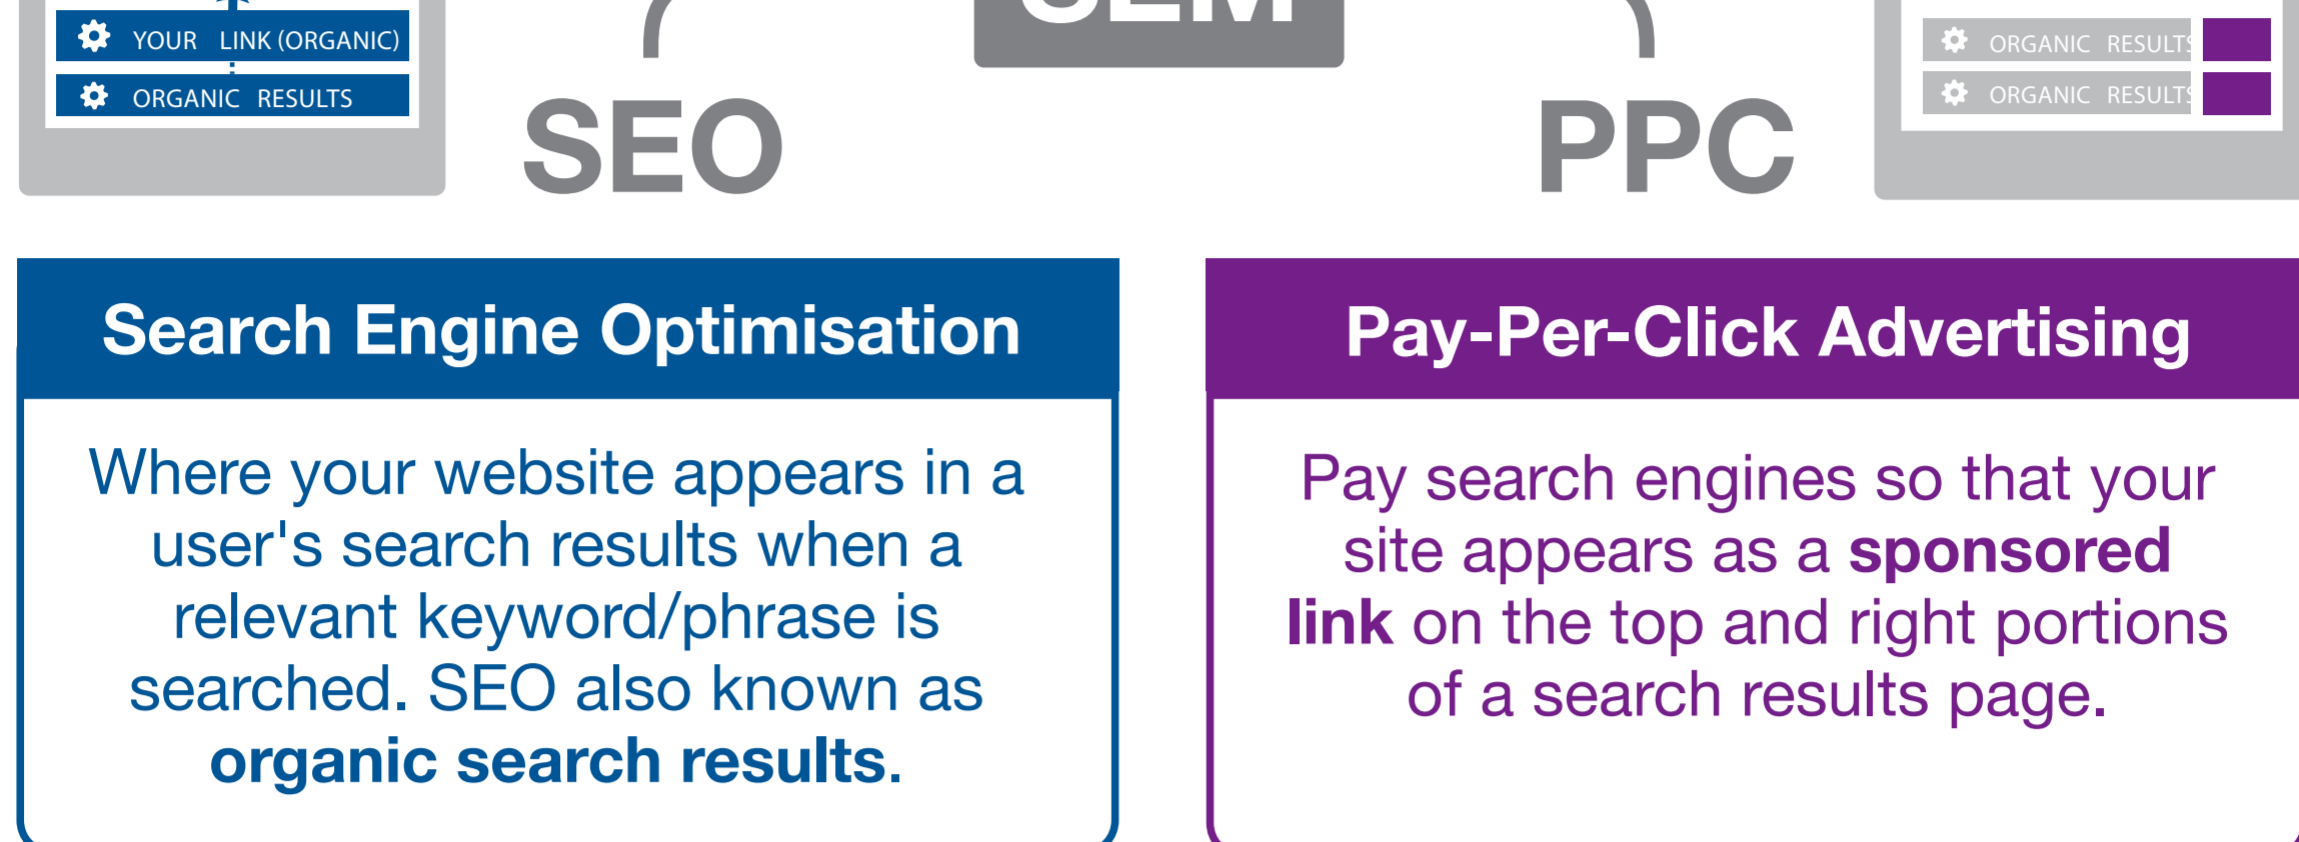 YOUR LINK (ORGANIC)
ORGANIC RESULTS
SEO
SEM
PPC
ORGANIC RESULTS
ORGANIC RESULTS
Search Engine Optimisation
Where your website appears in a
user's search results when a
relevant keyword/phrase is
searched. SEO also known as
organic search results.
Pay-Per-Click Advertising
Pay search engines so that your
site appears as a sponsored
link on the top and right portions
of a search results page.